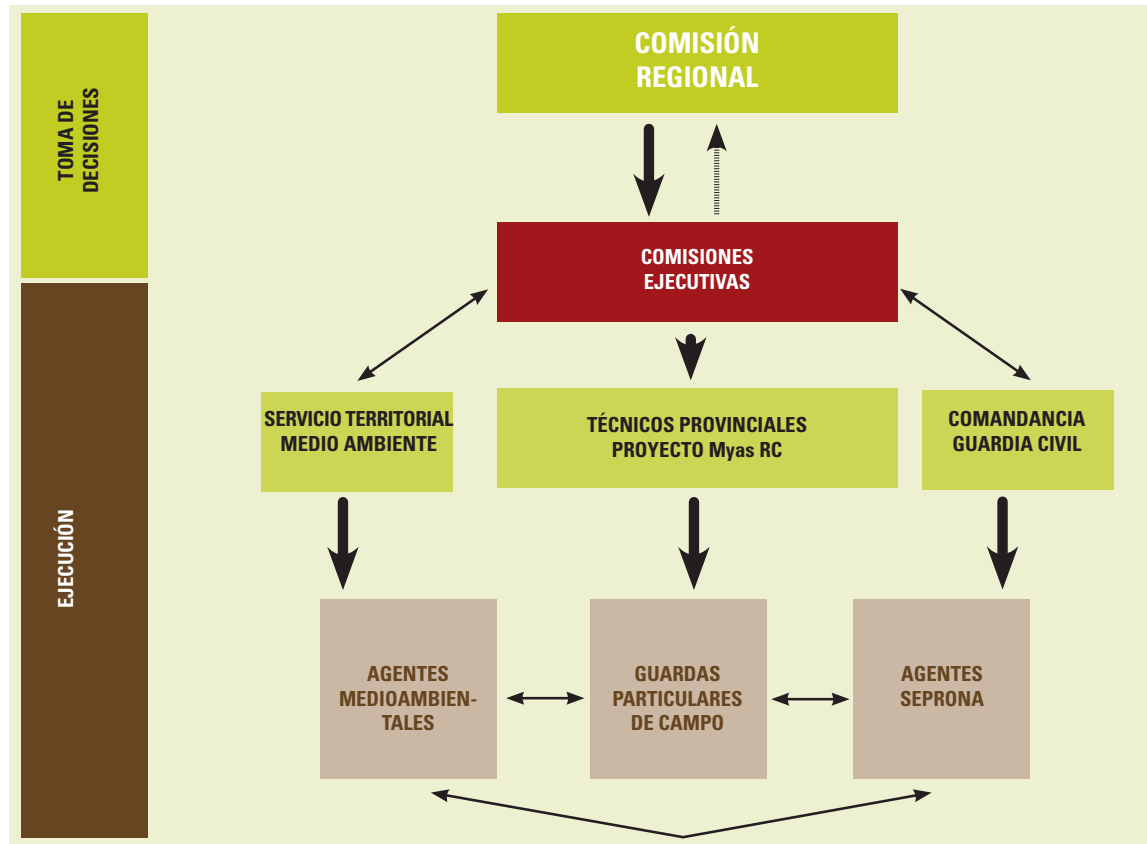 TOMA DE
DECISIONES
COMISIÓN
REGIONAL
COMISIONES
EJECUTIVAS
EJECUCIÓN
SERVICIO TERRITORIAL
MEDIO AMBIENTE
TÉCNICOS PROVINCIALES
PROYECTO Myas RC
COMANDANCIA
GUARDIA CIVIL
AGENTES
MEDIOAMBIEN-
TALES
GUARDAS
PARTICULARES
DE CAMPO
AGENTES
SEPRONA